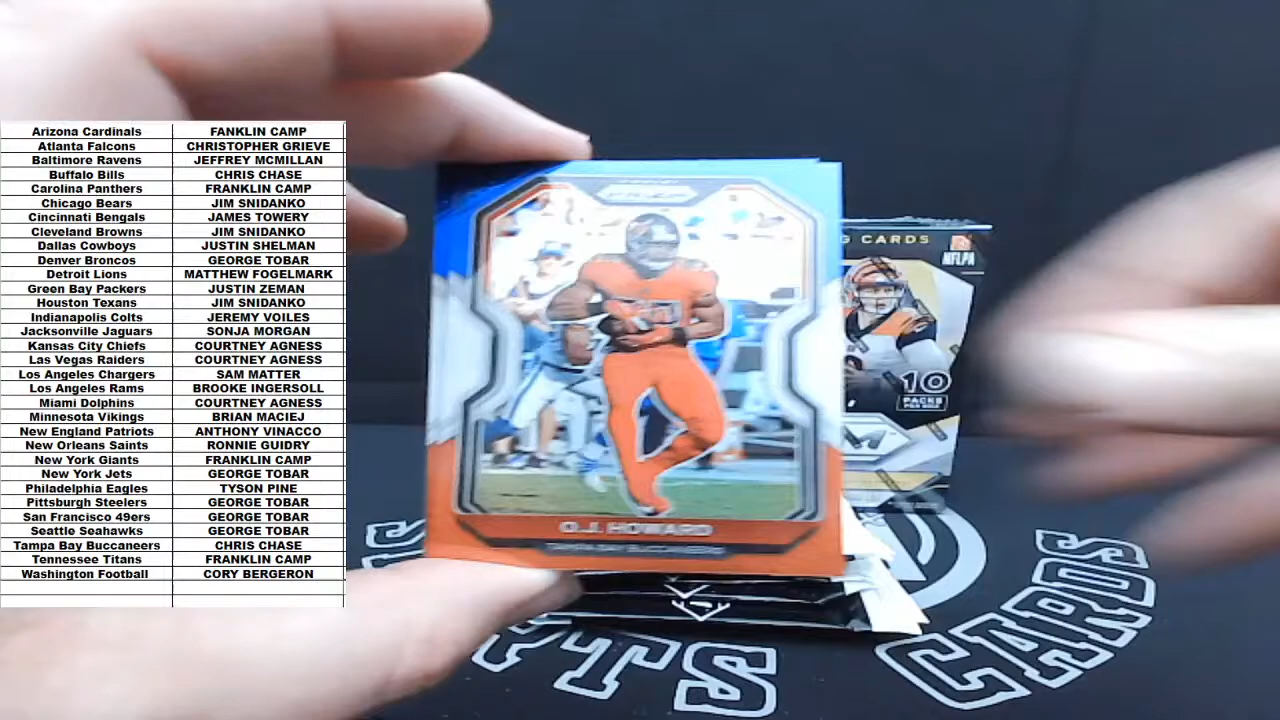 Arizona Cardinals FANKLIN CAMP
Atlanta Falcons CHRISTOPHER GRIEVE
Baltimore Ravens JEFFREY MCMILLAN
Buffalo Bills CHRIS CHASE
Carolina Panthers FRANKLIN CAMP
Chicago Bears JIM SNIDANKO
Cincinnati Bengals JAMES TOWERY
Cleveland Browns JIM SNIDANKO
Dallas Cowboys JUSTIN SHELMAN
Denver Broncos GEORGE TOBAR
Detroit Lions MATTHEW FOGELMARK
Green Bay Packers JUSTIN ZEMAN
Houston Texans JIM SNIDANKO
Indianapolis Colts JEREMY VOILES
Jacksonville Jaguars SONJA MORGAN
Kansas City Chiefs COURTNEY AGNESS
Las Vegas Raiders COURTNEY AGNESS
Los Angeles Chargers SAM MATTER
Los Angeles Rams BROOKE INGERSOLL
Miami Dolphins COURTNEY AGNESS
Minnesota Vikings BRIAN MACIEJ
New England Patriots ANTHONY VINACCO
New Orleans Saints RONNIE GUIDRY
New York Giants FRANKLIN CAMP
New York Jets GEORGE TOBAR
Philadelphia Eagles TYSON PINE
Pittsburgh Steelers GEORGE TOBAR
San Francisco 49ers GEORGE TOBAR
Seattle Seahawks GEORGE TOBAR
Tampa Bay Buccaneers CHRIS CHASE
Tennessee Titans FRANKLIN CAMP
Washington Football CORY BERGERON
PRIZM
O.J. HOWARD
TAMPA BAY BUCCANEERS
CARDS
NFLPA
10
PACKS
PER BOX
CARDS